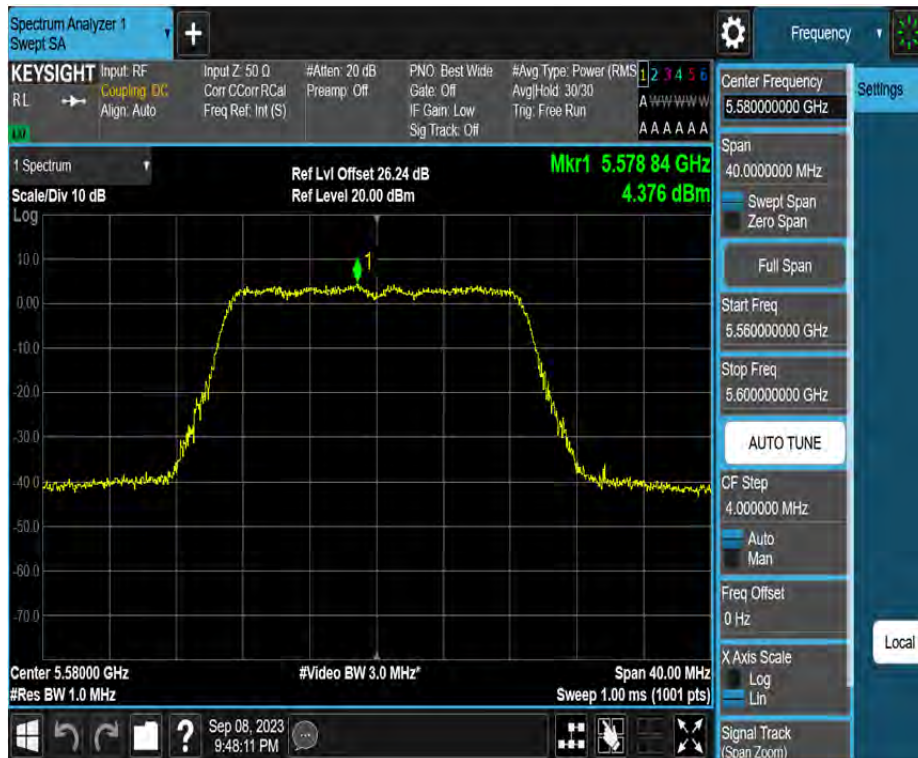 Spectrum Analyzer 1
Swept SA
+
Frequency
KEYSIGHT
RL
Input: RF
Coupling: DC
Align: Auto
Input Z: 50 Ω
Corr CCorr RCal
Freq Ref: Int (S)
#Atten: 20 dB
Preamp: Off
PNO: Best Wide
Gate: Off
IF Gain: Low
Sig Track: Off
#Avg Type: Power (RMS
Avg|Hold: 30/30
Trig: Free Run
1 2 3 4 5 6
A W W W W W
A A A A A A
Center Frequency
5.580000000 GHz
Settings
Span
40.0000000 MHz
Swept Span
Zero Span
Full Span
Start Freq
5.560000000 GHz
Stop Freq
5.600000000 GHz
AUTO TUNE
CF Step
4.000000 MHz
Auto
Man
Freq Offset
0 Hz
X Axis Scale
Log
Lin
Signal Track
(Span Zoom)
Local
1 Spectrum
Scale/Div 10 dB
Log
Ref Lvl Offset 26.24 dB
Ref Level 20.00 dBm
Mkr1 5.578 84 GHz
4.376 dBm
1
10.0
0.00
-10.0
-20.0
-30.0
-40.0
-50.0
-60.0
-70.0
Center 5.58000 GHz
#Res BW 1.0 MHz
#Video BW 3.0 MHz*
Span 40.00 MHz
Sweep 1.00 ms (1001 pts)
?
Sep 08, 2023
9:48:11 PM